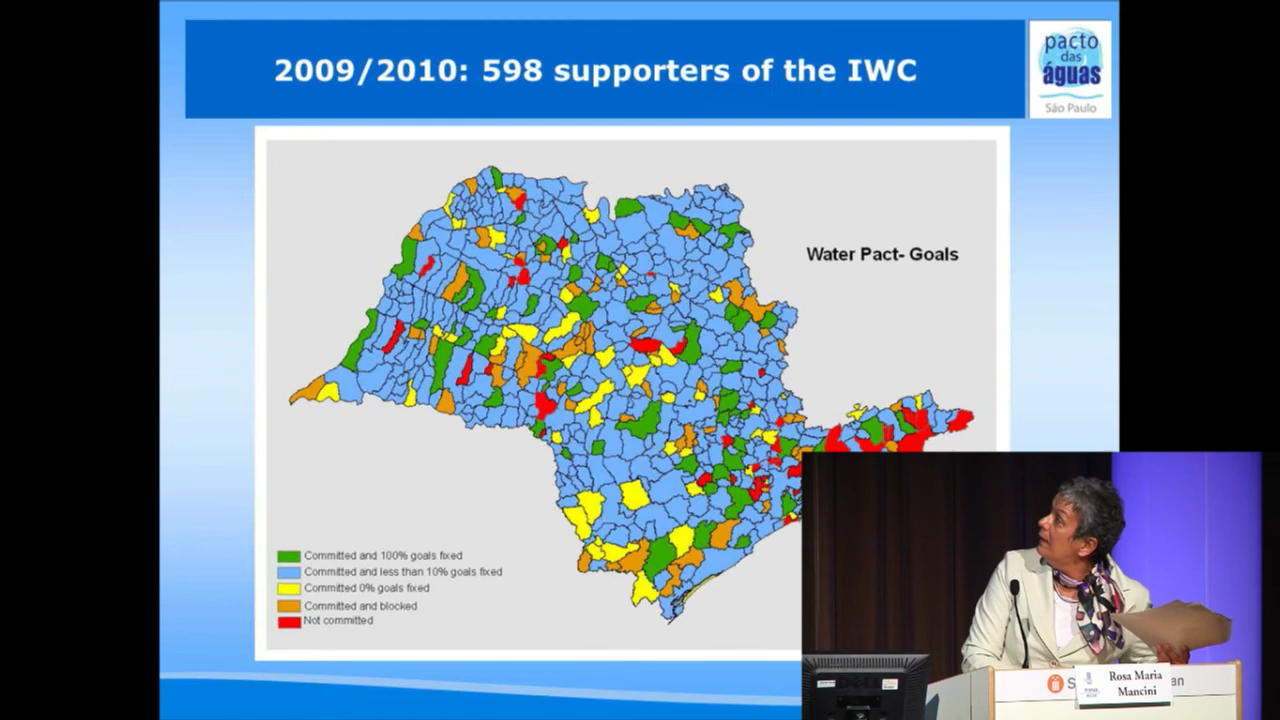 2009/2010: 598 supporters of the IWC
pacto
das
águas
São Paulo
Water Pact- Goals
Committed and 100% goals fixed
Committed and less than 10% goals fixed
Committed 0% goals fixed
Committed and blocked
Not committed
DELL
Rosa Maria
Mancini